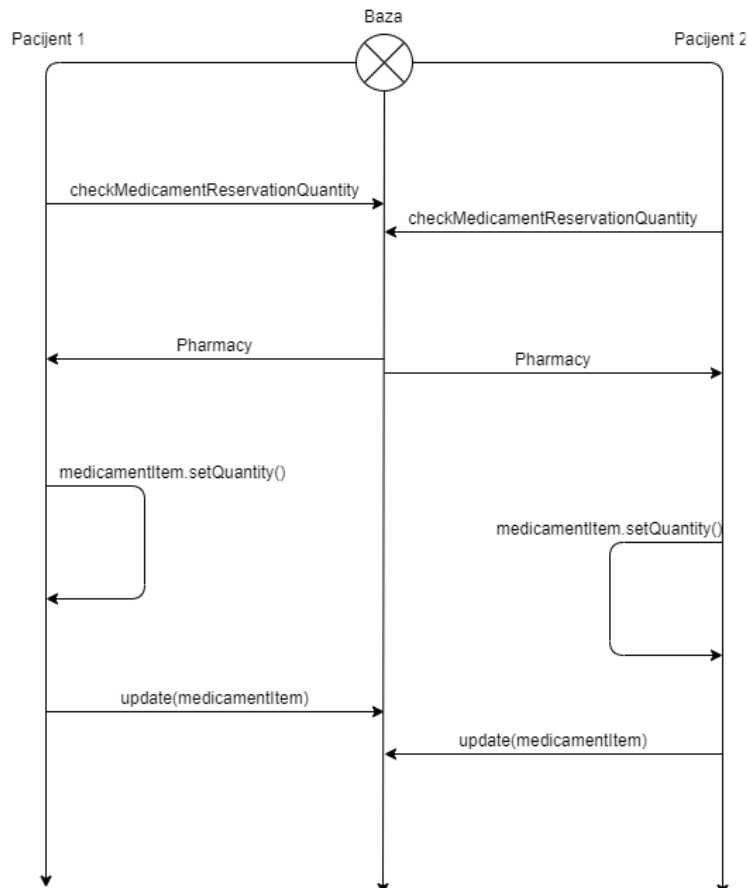 Baza
Pacijent 1
Pacijent 2
checkMedicamentReservationQuantity
checkMedicamentReservationQuantity
Pharmacy
Pharmacy
medicamentItem.setQuantity()
medicamentItem.setQuantity()
update(medicamentItem)
update(medicamentItem)